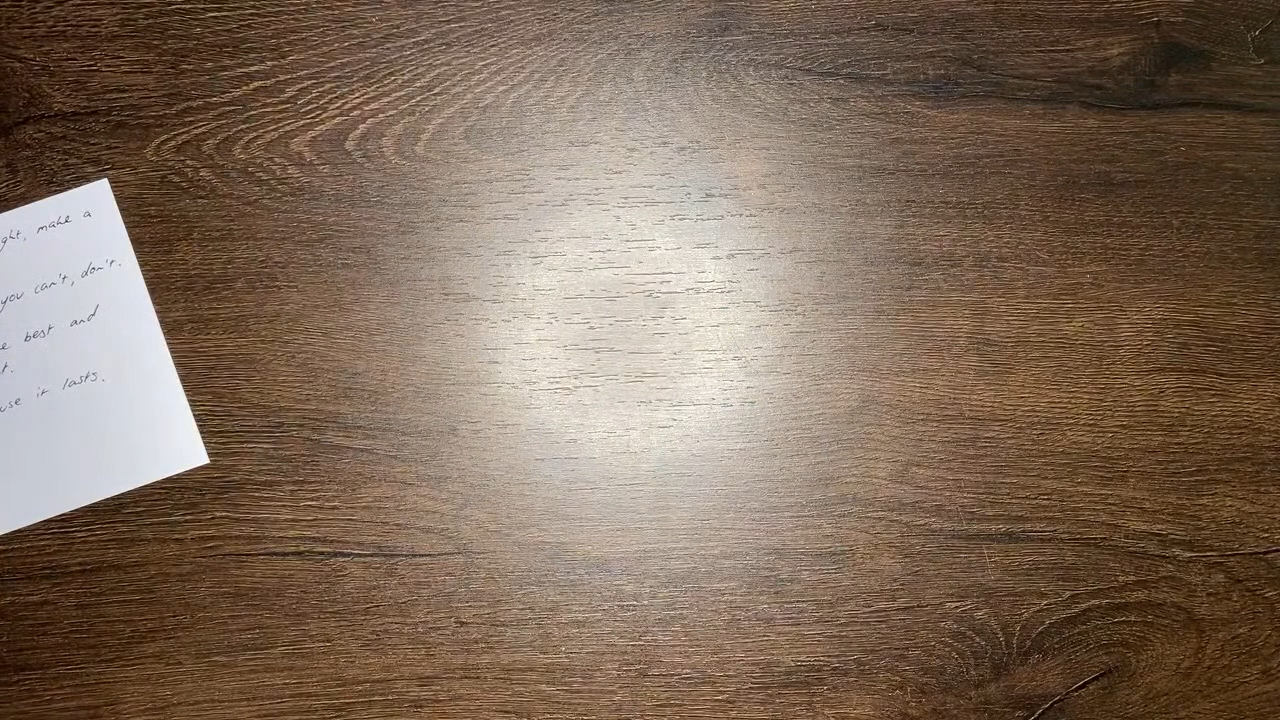 ght, make a
you can't, don't.
e best and
t.
use it lasts.